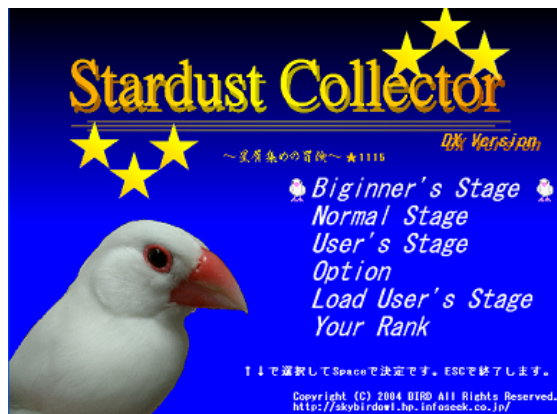 Stardust Collector
DX Version
～星屑集めの冒険～ ★1115
Biginner's Stage
Normal Stage
User's Stage
Option
Load User's Stage
Your Rank
↑↓で選択してSpaceで決定です。ESCで終了します。
Copyright (C) 2004 BIRD All Rights Reserved.
http://skybirdowl.hp.infoseek.co.jp/